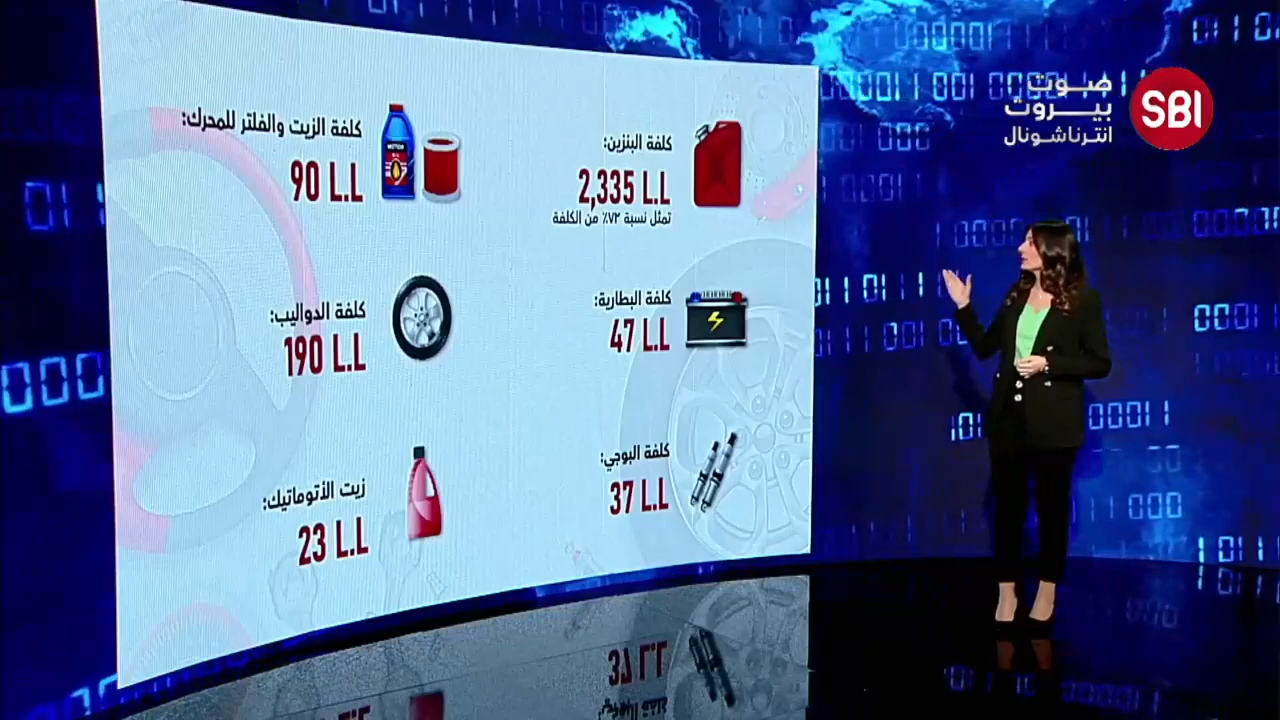 صوت
بيروت
انترناشونال
SBI
كلفة البنزين:
2,335 L.L
تمثل نسبة ٧٣٪ من الكلفة
كلفة البطارية:
47 L.L
كلفة البوجي:
37 L.L
كلفة الزيت والفلتر للمحرك:
90 L.L
MOTOR
كلفة الدواليب:
190 L.L
زيت الأتوماتيك:
23 L.L